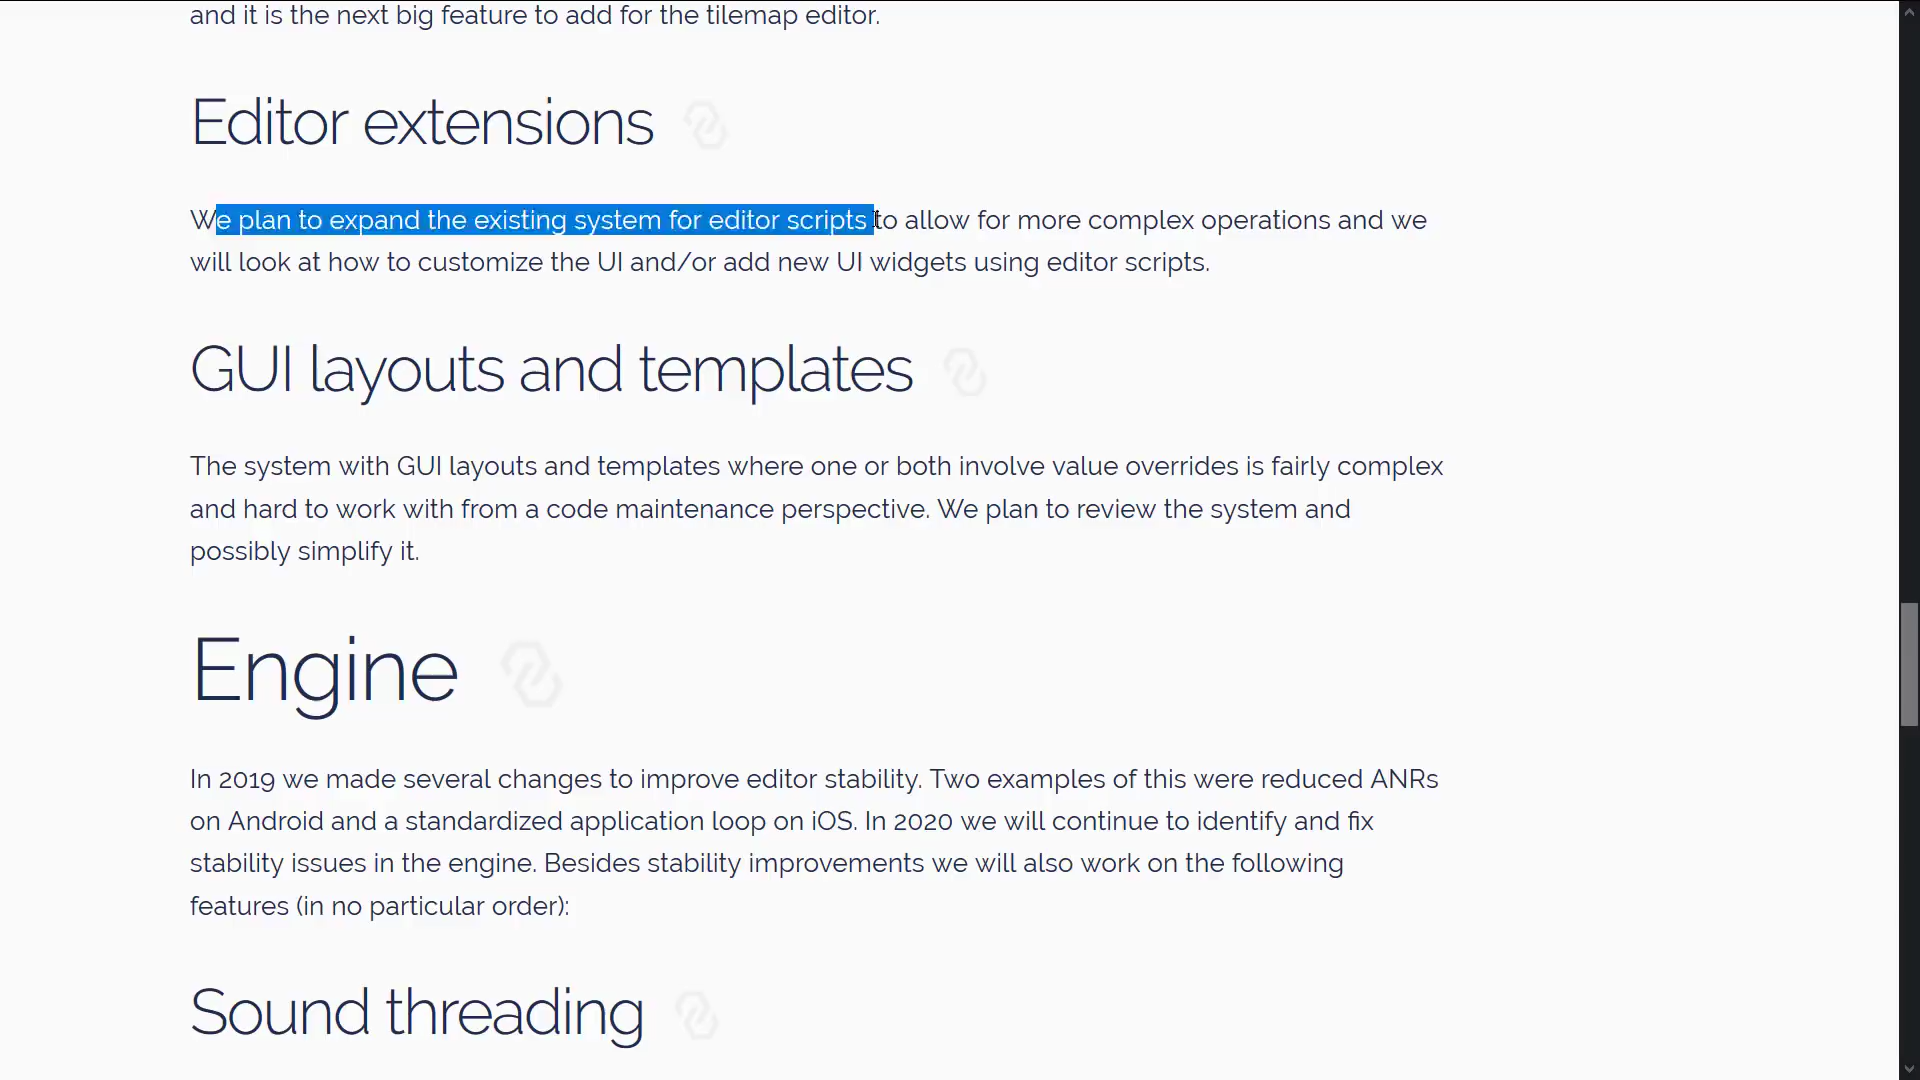 and it is the next big feature to add for the tilemap editor.
Editor extensions
We plan to expand the existing system for editor scripts to allow for more complex operations and we
will look at how to customize the UI and/or add new UI widgets using editor scripts.
GUI layouts and templates
The system with GUI layouts and templates where one or both involve value overrides is fairly complex
and hard to work with from a code maintenance perspective. We plan to review the system and
possibly simplify it.
Engine
In 2019 we made several changes to improve editor stability. Two examples of this were reduced ANRs
on Android and a standardized application loop on iOS. In 2020 we will continue to identify and fix
stability issues in the engine. Besides stability improvements we will also work on the following
features (in no particular order):
Sound threading